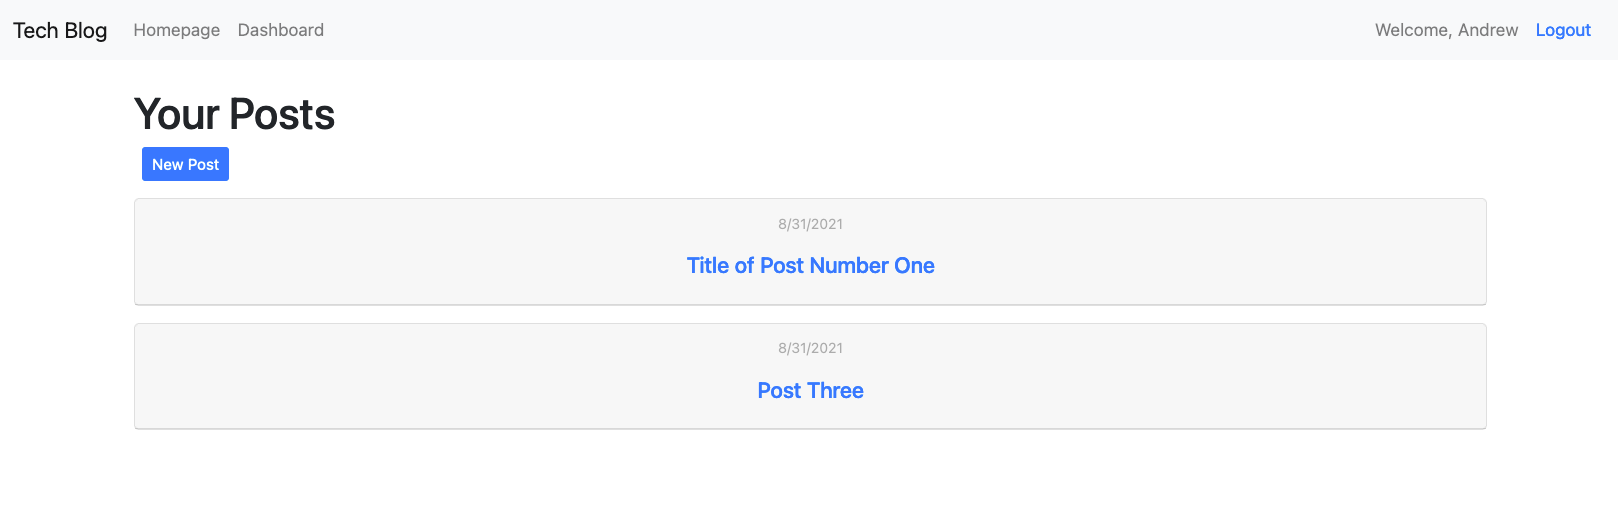 Tech Blog Homepage Dashboard Welcome, Andrew Logout
Your Posts
New Post
8/31/2021
Title of Post Number One
8/31/2021
Post Three